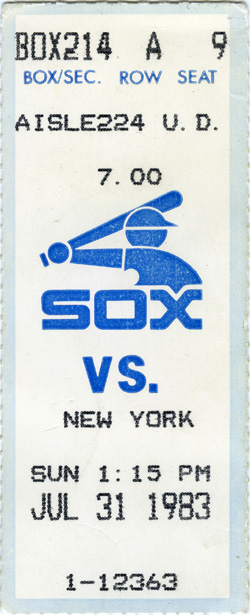 BOX214 A 9
BOX/SEC. ROW SEAT
AISLE224 U.D.
7.00
SOX
VS.
NEW YORK
SUN 1:15 PM
JUL 31 1983
1-12363